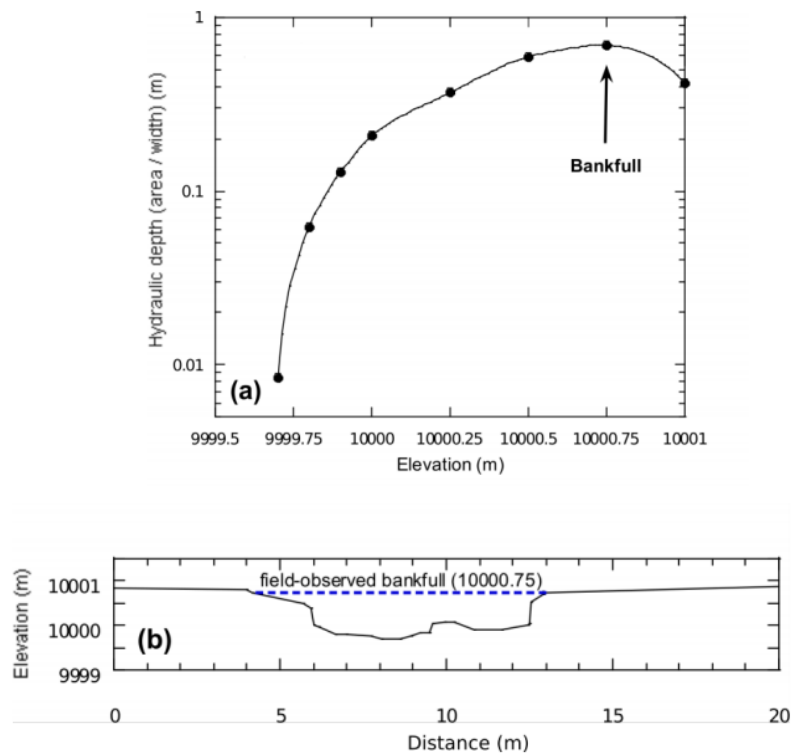 1
0.1
0.01
Hydraulic depth (area / width) (m)
Bankfull
(a)
9999.5 9999.75 10000 10000.25 10000.5 10000.75 10001
Elevation (m)
10001
10000
9999
Elevation (m)
field-observed bankfull (10000.75)
(b)
0 5 10 15 20
Distance (m)